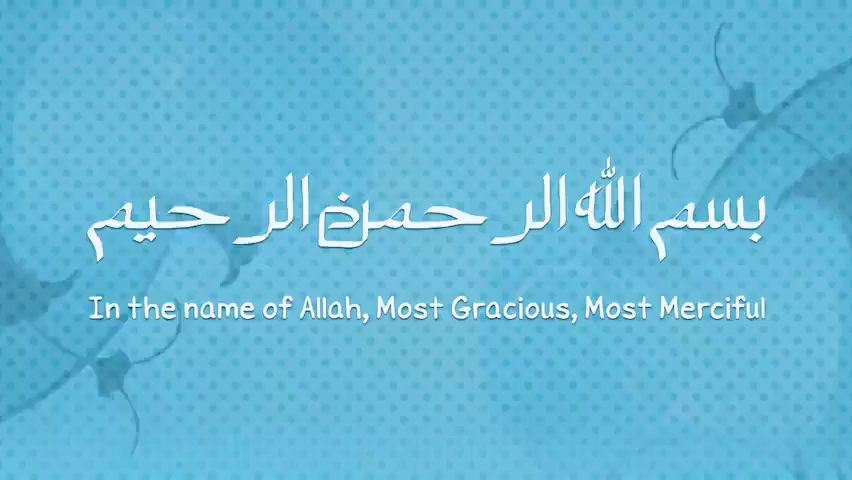 بسم الله الرحمن الرحيم
In the name of Allah, Most Gracious, Most Merciful